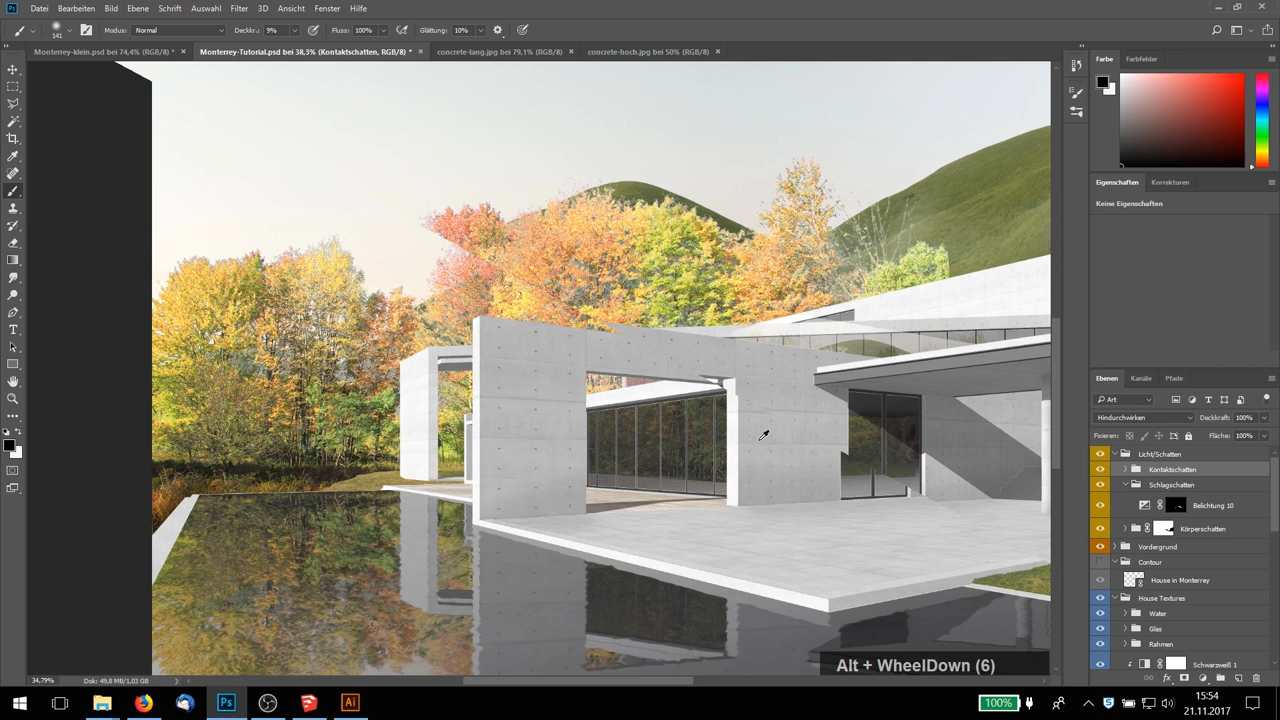 Datei Bearbeiten Bild Ebene Schrift Auswahl Filter 3D Ansicht Fenster Hilfe
141 Modus: Normal Deckkr.: 9% Fluss: 100% Glättung: 10%
Monterrey-klein.psd bei 74,4% (RGB/8) * Monterrey-Tutorial.psd bei 38,3% (Kontaktschatten, RGB/8) * concrete-lang.jpg bei 79,1% (RGB/8) concrete-hoch.jpg bei 50% (RGB/8)
Farbe Farbfelder
Eigenschaften Korrekturen
Keine Eigenschaften
Ebenen Kanäle Pfade
Art
Hindurchwirken Deckkraft: 100%
Fixieren: Fläche: 100%
Licht/Schatten
Kontaktschatten
Schlagschatten
Belichtung 10
Körperschatten
Vordergrund
Contour
House in Monterrey
House Textures
Water
Glas
Rahmen
Schwarzweiß 1
Alt + WheelDown (6)
34,79% Dok: 49,8 MB/1,03 GB
Ps Ai 100% 15:54
21.11.2017